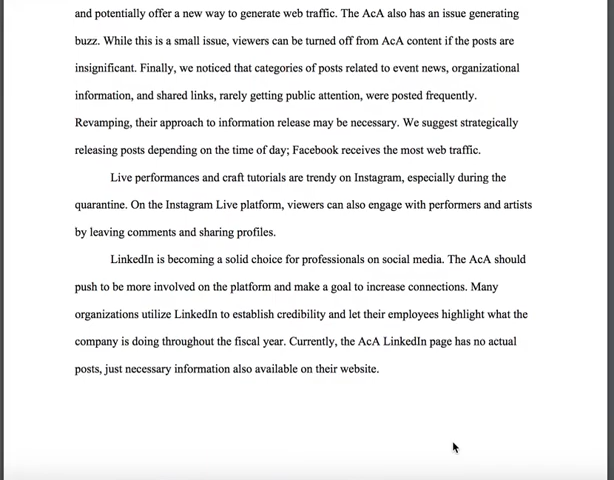 and potentially offer a new way to generate web traffic. The AcA also has an issue generating
buzz. While this is a small issue, viewers can be turned off from AcA content if the posts are
insignificant. Finally, we noticed that categories of posts related to event news, organizational
information, and shared links, rarely getting public attention, were posted frequently.
Revamping, their approach to information release may be necessary. We suggest strategically
releasing posts depending on the time of day; Facebook receives the most web traffic.
Live performances and craft tutorials are trendy on Instagram, especially during the
quarantine. On the Instagram Live platform, viewers can also engage with performers and artists
by leaving comments and sharing profiles.
LinkedIn is becoming a solid choice for professionals on social media. The AcA should
push to be more involved on the platform and make a goal to increase connections. Many
organizations utilize LinkedIn to establish credibility and let their employees highlight what the
company is doing throughout the fiscal year. Currently, the AcA LinkedIn page has no actual
posts, just necessary information also available on their website.